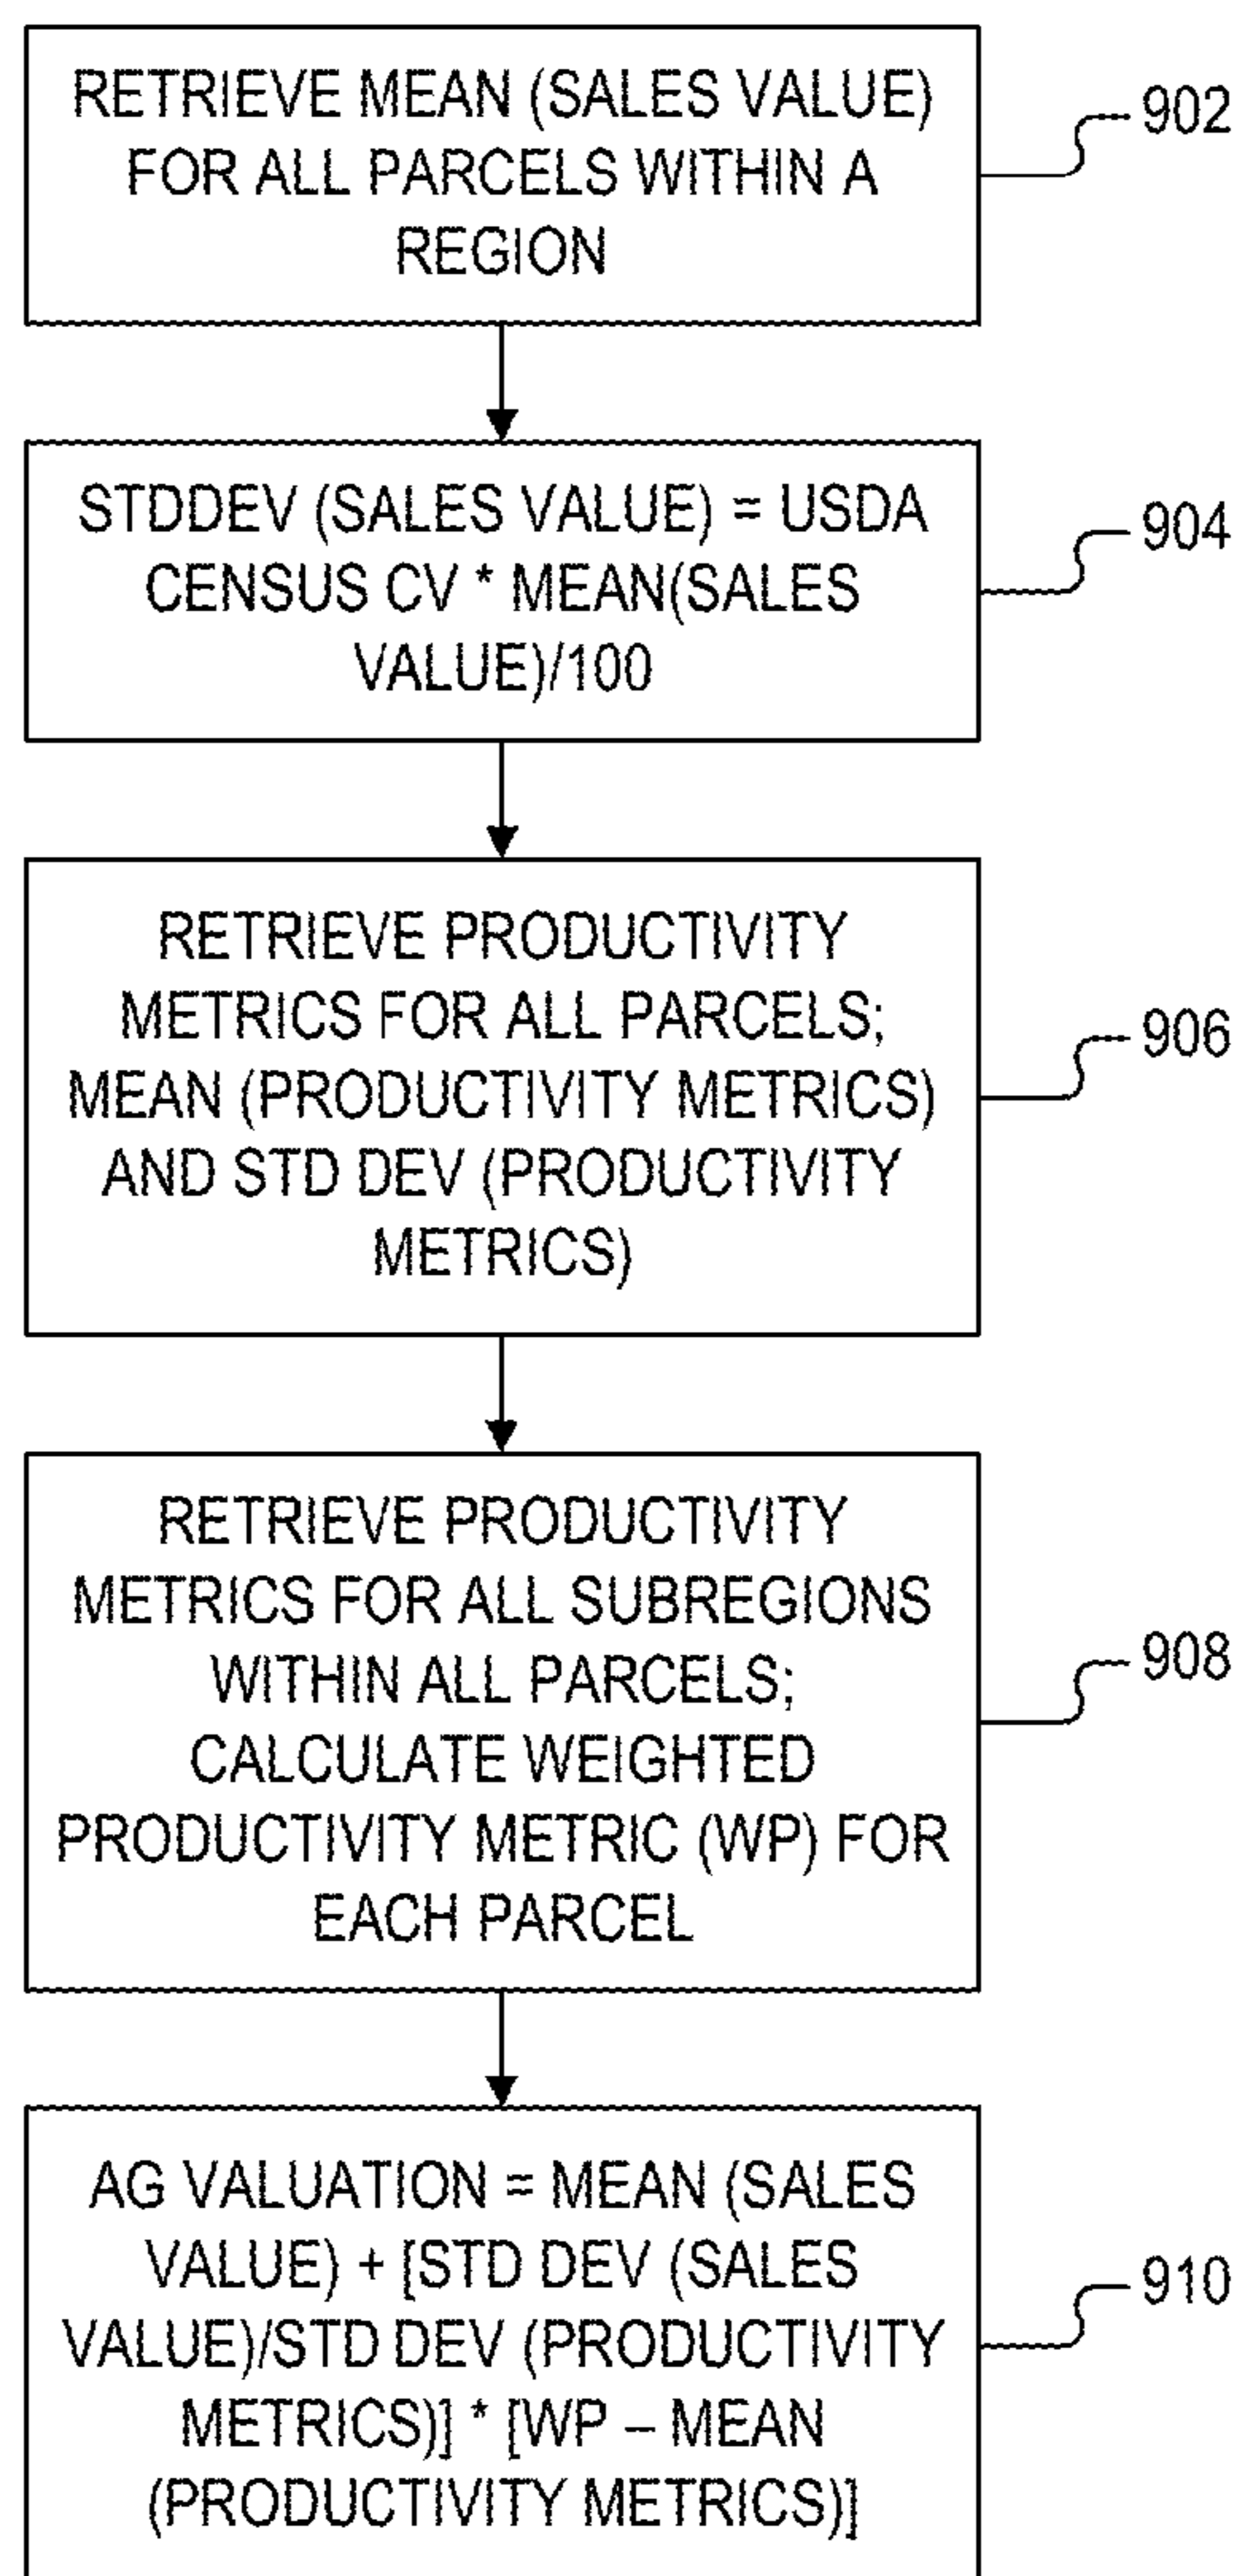 RETRIEVE MEAN (SALES VALUE)
FOR ALL PARCELS WITHIN A
REGION
902
STDDEV (SALES VALUE) = USDA
CENSUS CV * MEAN(SALES
VALUE)/100
904
RETRIEVE PRODUCTIVITY
METRICS FOR ALL PARCELS;
MEAN (PRODUCTIVITY METRICS)
AND STD DEV (PRODUCTIVITY
METRICS)
906
RETRIEVE PRODUCTIVITY
METRICS FOR ALL SUBREGIONS
WITHIN ALL PARCELS;
CALCULATE WEIGHTED
PRODUCTIVITY METRIC (WP) FOR
EACH PARCEL
908
AG VALUATION = MEAN (SALES
VALUE) + [STD DEV (SALES
VALUE)/STD DEV (PRODUCTIVITY
METRICS)] * [WP – MEAN
(PRODUCTIVITY METRICS)]
910